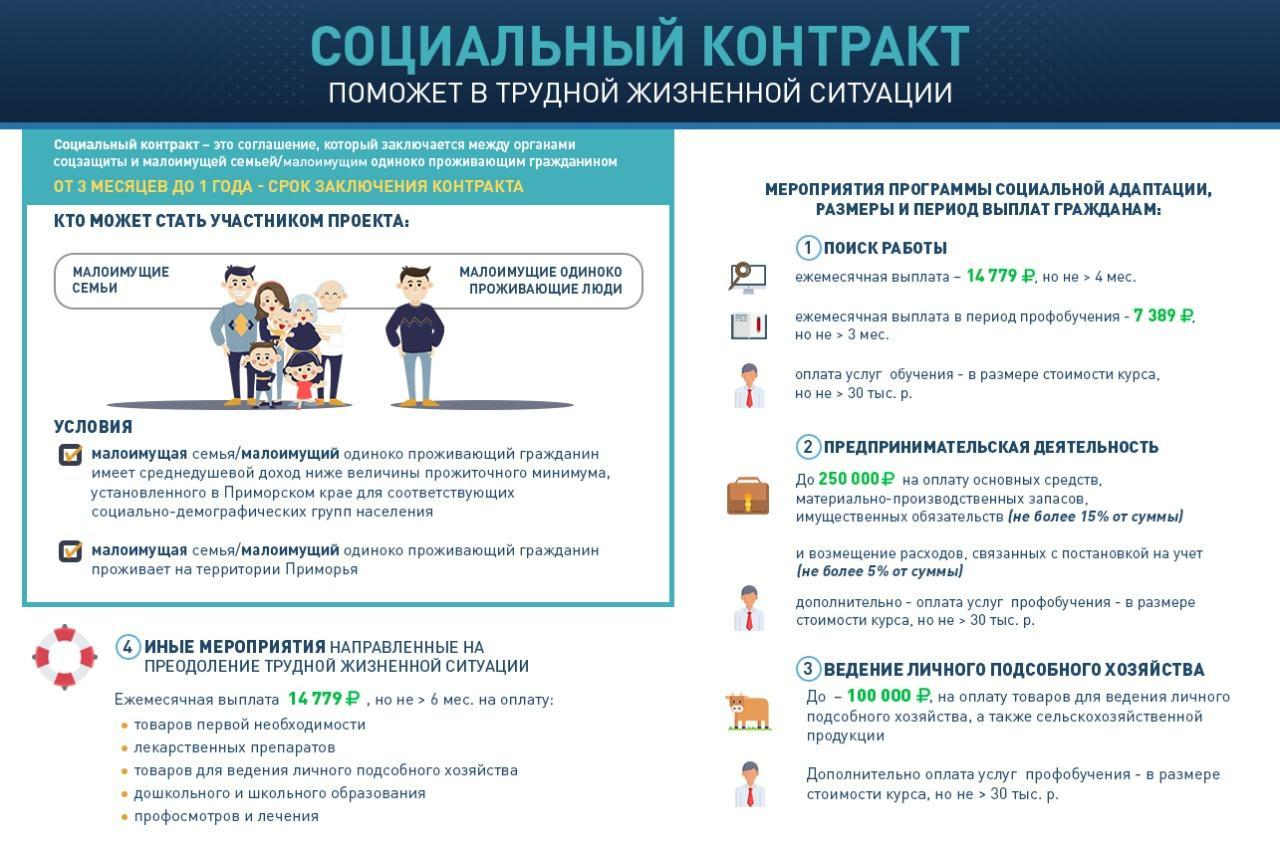 СОЦИАЛЬНЫЙ КОНТРАКТ
ПОМОЖЕТ В ТРУДНОЙ ЖИЗНЕННОЙ СИТУАЦИИ
Социальный контракт – это соглашение, который заключается между органами
соцзащиты и малоимущей семьей/малоимущим одиноко проживающим гражданином
ОТ 3 МЕСЯЦЕВ ДО 1 ГОДА - СРОК ЗАКЛЮЧЕНИЯ КОНТРАКТА
КТО МОЖЕТ СТАТЬ УЧАСТНИКОМ ПРОЕКТА:
МАЛОИМУЩИЕ
СЕМЬИ
МАЛОИМУЩИЕ ОДИНОКО
ПРОЖИВАЮЩИЕ ЛЮДИ
УСЛОВИЯ
малоимущая семья/малоимущий одиноко проживающий гражданин
имеет среднедушевой доход ниже величины прожиточного минимума,
установленного в Приморском крае для соответствующих
социально-демографических групп населения
малоимущая семья/малоимущий одиноко проживающий гражданин
проживает на территории Приморья
МЕРОПРИЯТИЯ ПРОГРАММЫ СОЦИАЛЬНОЙ АДАПТАЦИИ,
РАЗМЕРЫ И ПЕРИОД ВЫПЛАТ ГРАЖДАНАМ:
1 ПОИСК РАБОТЫ
ежемесячная выплата – 14 779 ₽, но не > 4 мес.
ежемесячная выплата в период профобучения - 7 389 ₽,
но не > 3 мес.
оплата услуг обучения - в размере стоимости курса,
но не > 30 тыс. р.
2 ПРЕДПРИНИМАТЕЛЬСКАЯ ДЕЯТЕЛЬНОСТЬ
До 250 000 ₽ на оплату основных средств,
материально-производственных запасов,
имущественных обязательств (не более 15% от суммы)
и возмещение расходов, связанных с постановкой на учет
(не более 5% от суммы)
дополнительно - оплата услуг профобучения - в размере
стоимости курса, но не > 30 тыс. р.
3 ВЕДЕНИЕ ЛИЧНОГО ПОДСОБНОГО ХОЗЯЙСТВА
До – 100 000 ₽, на оплату товаров для ведения личного
подсобного хозяйства, а также сельскохозяйственной
продукции
Дополнительно оплата услуг профобучения - в размере
стоимости курса, но не > 30 тыс. р.
4 ИНЫЕ МЕРОПРИЯТИЯ НАПРАВЛЕННЫЕ НА
ПРЕОДОЛЕНИЕ ТРУДНОЙ ЖИЗНЕННОЙ СИТУАЦИИ
Ежемесячная выплата 14 779 ₽ , но не > 6 мес. на оплату:
• товаров первой необходимости
• лекарственных препаратов
• товаров для ведения личного подсобного хозяйства
• дошкольного и школьного образования
• профосмотров и лечения